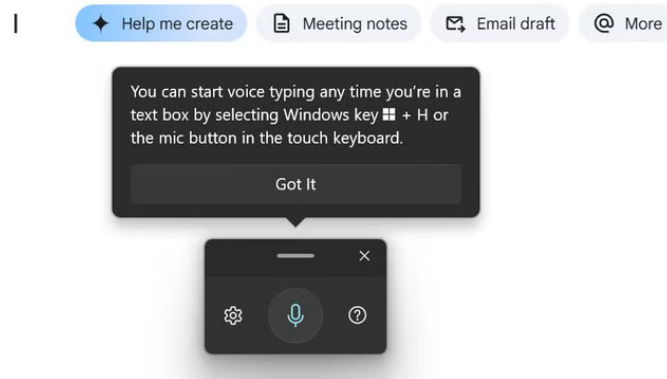 Help me create
Meeting notes
Email draft
@ More
You can start voice typing any time you're in a
text box by selecting Windows key + H or
the mic button in the touch keyboard.
Got It